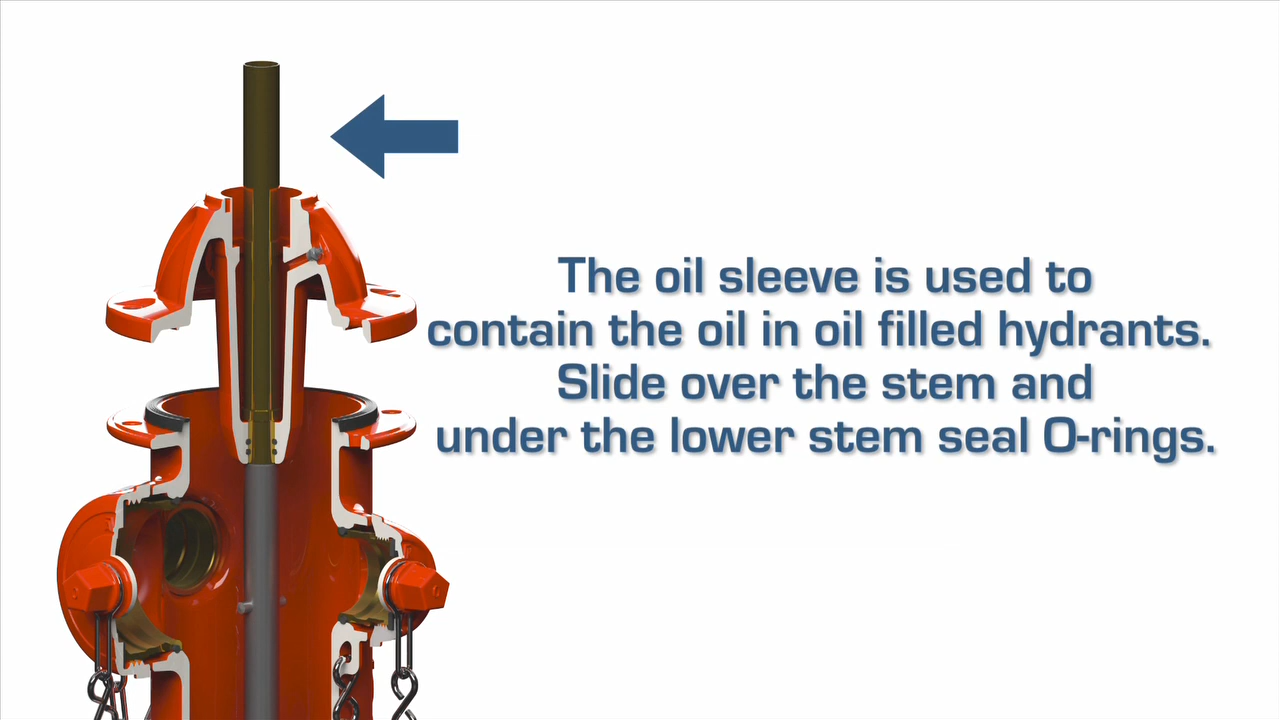 The oil sleeve is used to
contain the oil in oil filled hydrants.
Slide over the stem and
under the lower stem seal O-rings.